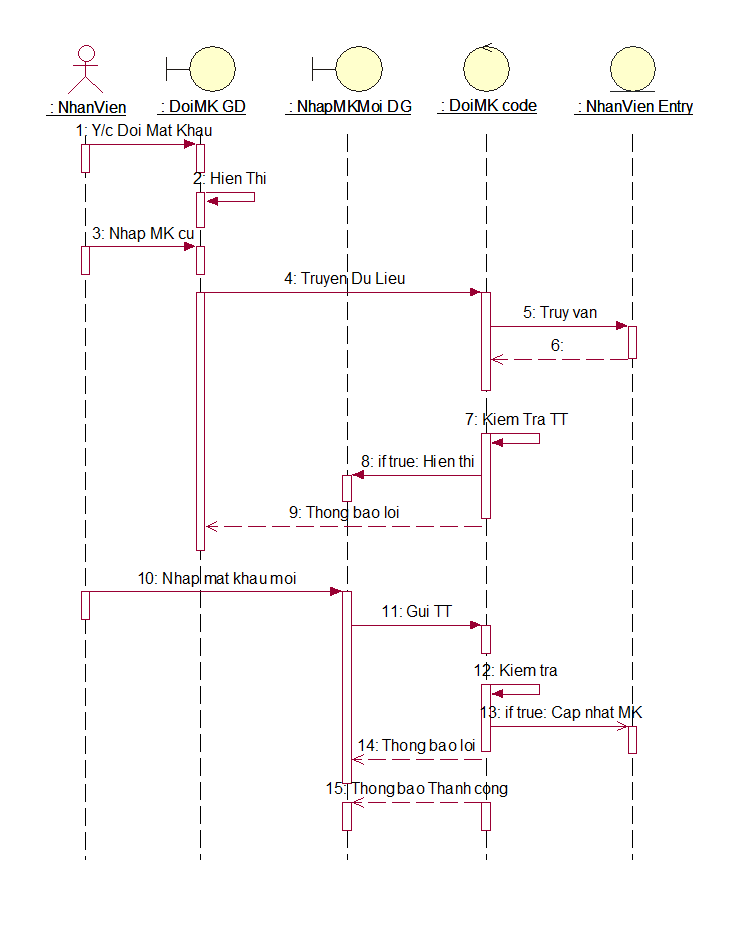 : NhanVien
: DoiMK GD
: NhapMKMoi DG
: DoiMK code
: NhanVien Entry
1: Y/c Doi Mat Khau
2: Hien Thi
3: Nhap MK cu
4: Truyen Du Lieu
5: Truy van
6:
7: Kiem Tra TT
8: if true: Hien thi
9: Thong bao loi
10: Nhap mat khau moi
11: Gui TT
12: Kiem tra
13: if true: Cap nhat MK
14: Thong bao loi
15: Thong bao Thanh cong